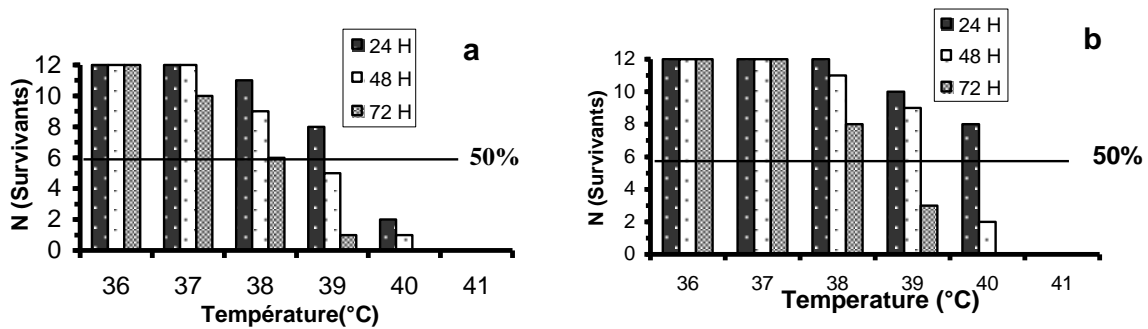 a
24 H
48 H
72 H
N (Survivants)
12
10
8
6
4
2
0
50%
36 37 38 39 40 41
Température(°C)
b
24 H
48 H
72 H
N (Survivants)
12
10
8
6
4
2
0
50%
36 37 38 39 40 41
Temperature (°C)